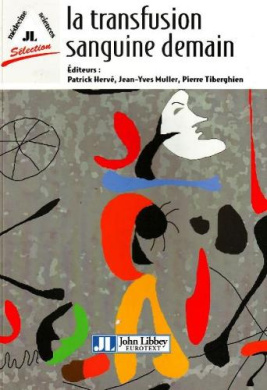 médecine
sciences
JL
Sélection
la transfusion
sanguine demain
Éditeurs :
Patrick Hervé, Jean-Yves Muller, Pierre Tiberghien
JL
John Libbey
EUROTEXT